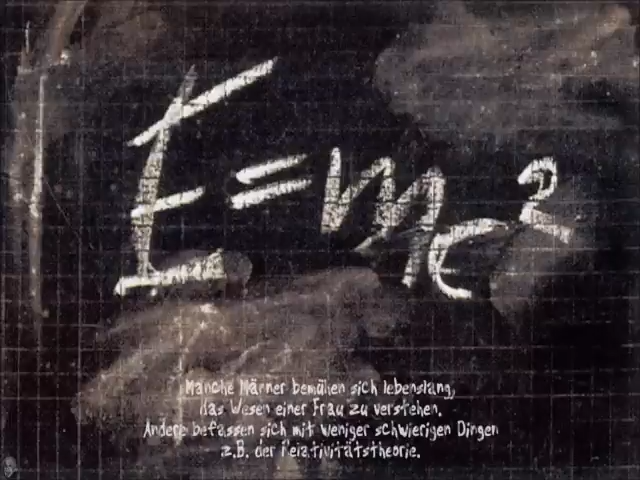 E=mc²
Manche Männer bemühen sich lebenslang,
das Wesen einer Frau zu verstehen.
Andere befassen sich mit weniger schwierigen Dingen
z.B. der Relativitätstheorie.